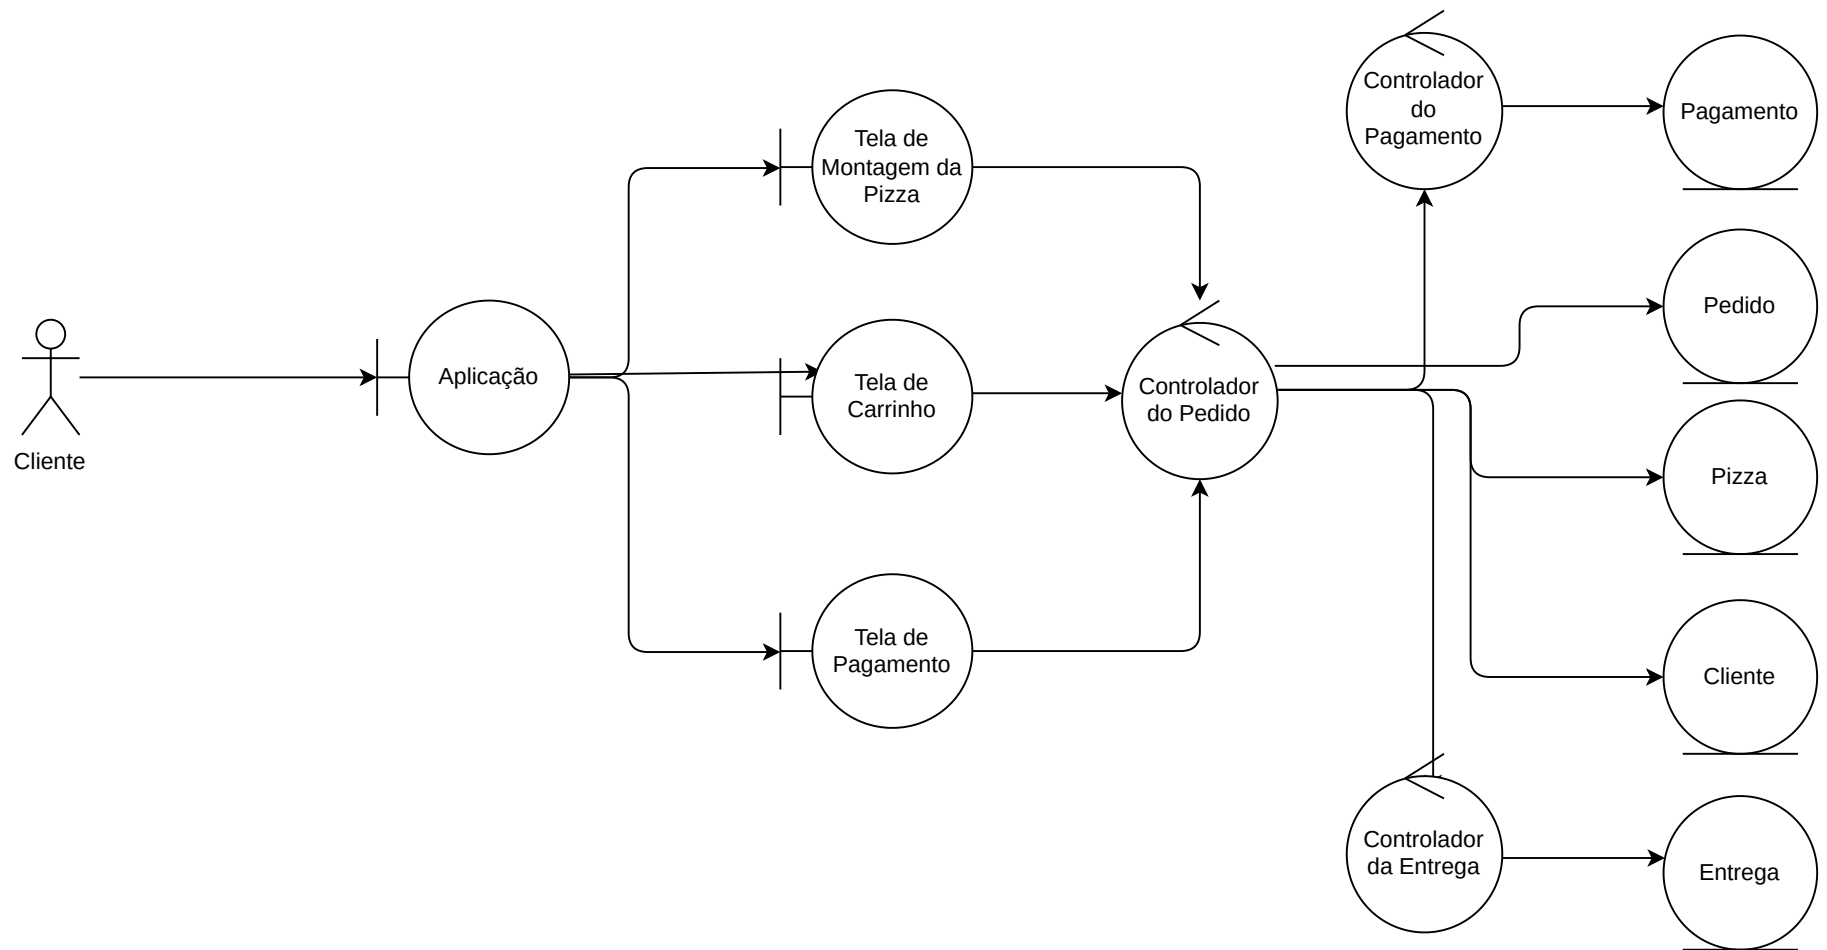 Cliente
Aplicação
Tela de
Montagem da
Pizza
Tela de
Carrinho
Tela de
Pagamento
Controlador
do Pedido
Controlador
do
Pagamento
Controlador
da Entrega
Pagamento
Pedido
Pizza
Cliente
Entrega